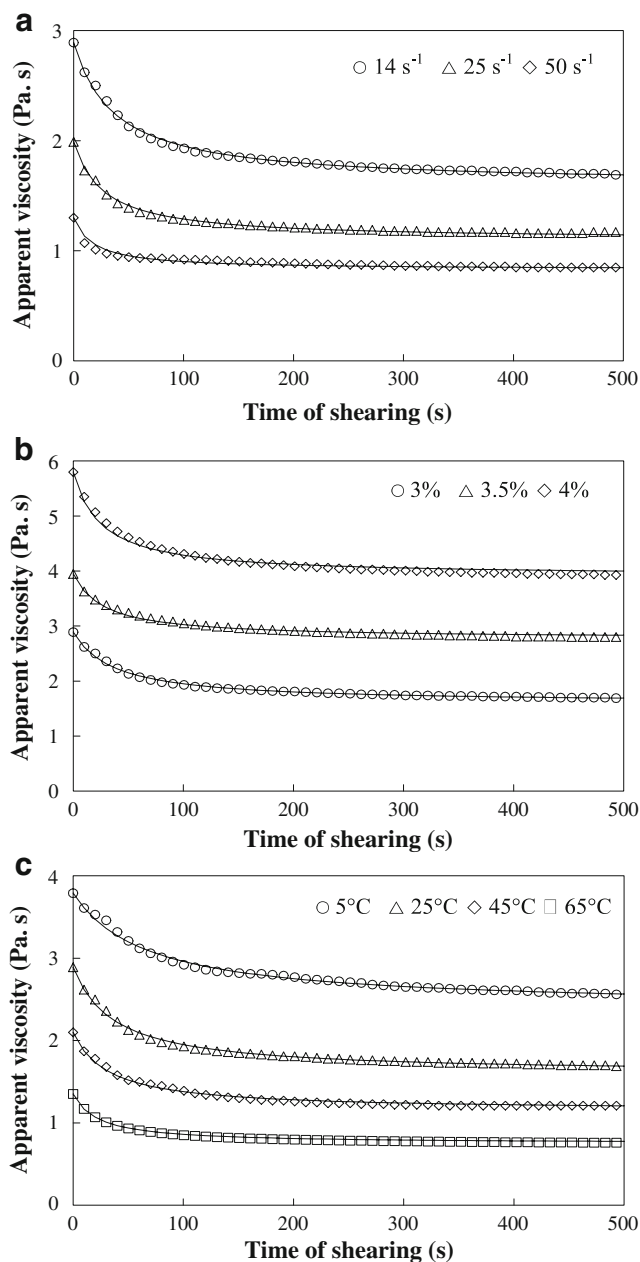 a
3
2
1
0
○ 14 s⁻¹ △ 25 s⁻¹ ◇ 50 s⁻¹
Apparent viscosity (Pa. s)
0 100 200 300 400 500
Time of shearing (s)
b
6
5
4
3
2
1
0
○ 3% △ 3.5% ◇ 4%
Apparent viscosity (Pa. s)
0 100 200 300 400 500
Time of shearing (s)
c
4
3
2
1
0
○ 5°C △ 25°C ◇ 45°C □ 65°C
Apparent viscosity (Pa. s)
0 100 200 300 400 500
Time of shearing (s)